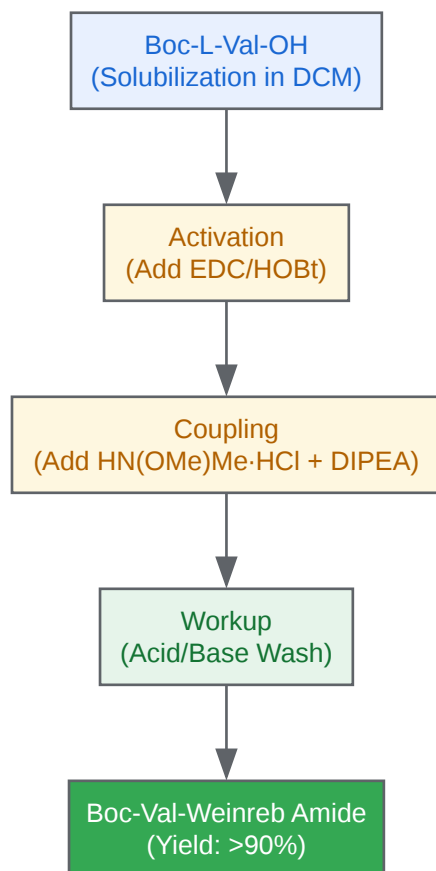 Boc-L-Val-OH
(Solubilization in DCM)
Activation
(Add EDC/HOBt)
Coupling
(Add HN(OMe)Me·HCl + DIPEA)
Workup
(Acid/Base Wash)
Boc-Val-Weinreb Amide
(Yield: >90%)